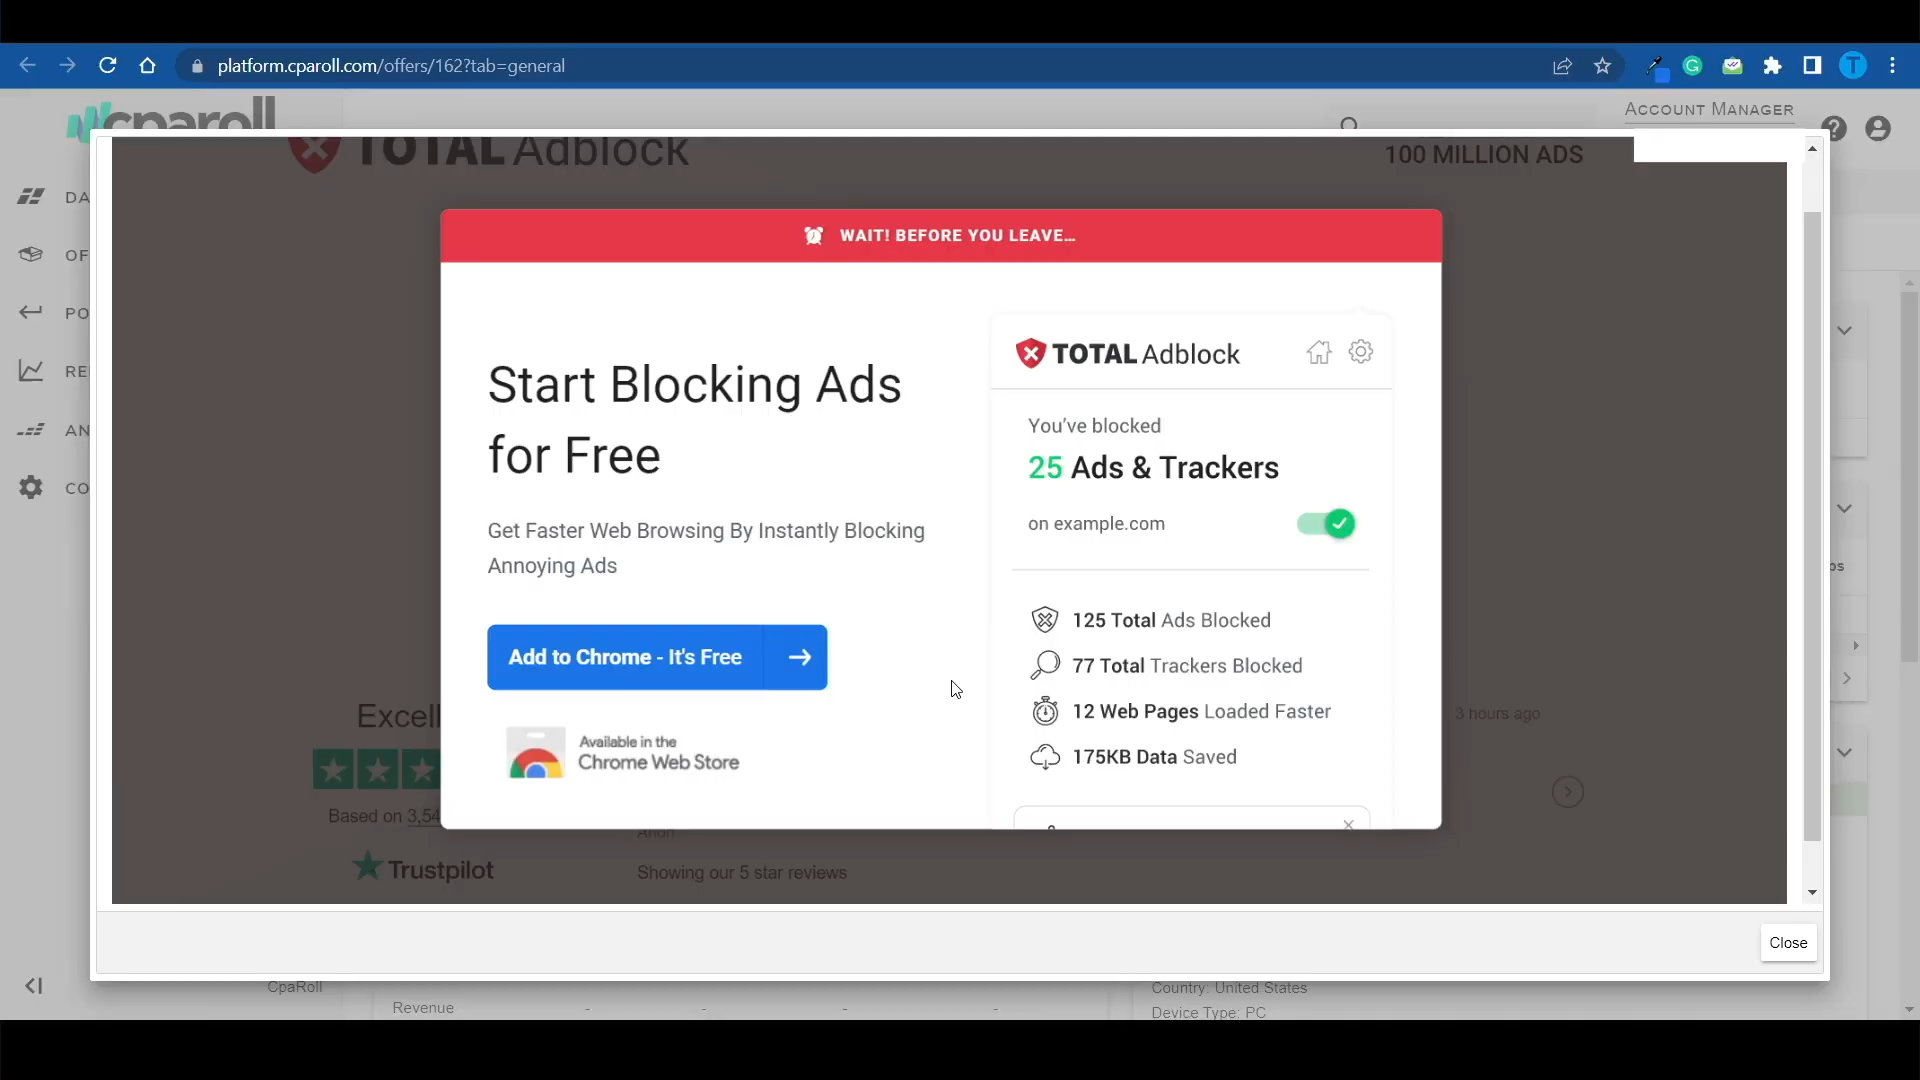 platform.cparoll.com/offers/162?tab=general
T
cparoll
ACCOUNT MANAGER
TOTAL Adblock
100 MILLION ADS
DA
OF
PO
RE
AN
CO
WAIT! BEFORE YOU LEAVE...
Start Blocking Ads
for Free
Get Faster Web Browsing By Instantly Blocking
Annoying Ads
Add to Chrome - It's Free
Available in the
Chrome Web Store
TOTAL Adblock
You've blocked
25 Ads & Trackers
on example.com
125 Total Ads Blocked
77 Total Trackers Blocked
12 Web Pages Loaded Faster
175KB Data Saved
Excell
3 hours ago
Based on 3,54
Anon
Trustpilot
Showing our 5 star reviews
Close
CpaRoll
Revenue
- - - -
Country: United States
Device Type: PC